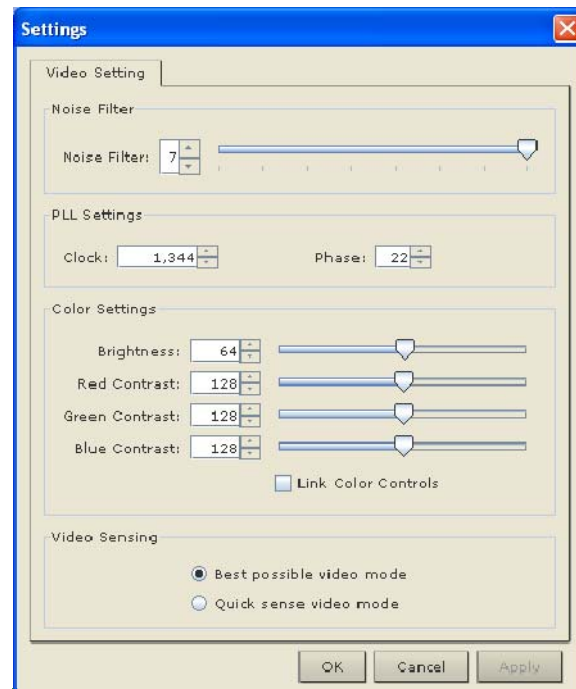 Settings
Video Setting
Noise Filter
Noise Filter: 7
PLL Settings
Clock: 1,344 Phase: 22
Color Settings
Brightness: 64
Red Contrast: 128
Green Contrast: 128
Blue Contrast: 128
Link Color Controls
Video Sensing
Best possible video mode
Quick sense video mode
OK Cancel Apply